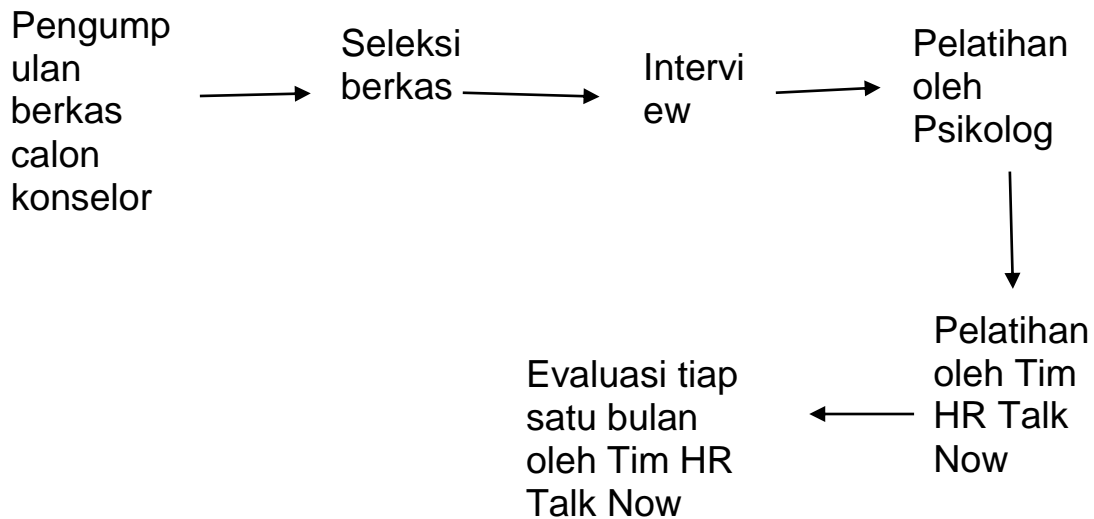 Pengump
ulan
berkas
calon
konselor
Seleksi
berkas
Intervi
ew
Pelatihan
oleh
Psikolog
Pelatihan
oleh Tim
HR Talk
Now
Evaluasi tiap
satu bulan
oleh Tim HR
Talk Now